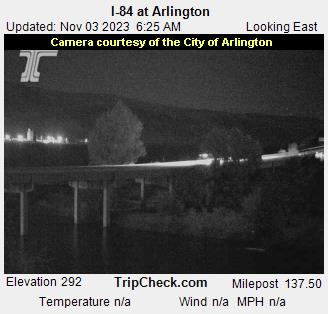 I-84 at Arlington
Updated: Nov 03 2023 6:25 AM Looking East
Camera courtesy of the City of Arlington
Elevation 292 TripCheck.com Milepost 137.50
Temperature n/a Wind n/a MPH n/a